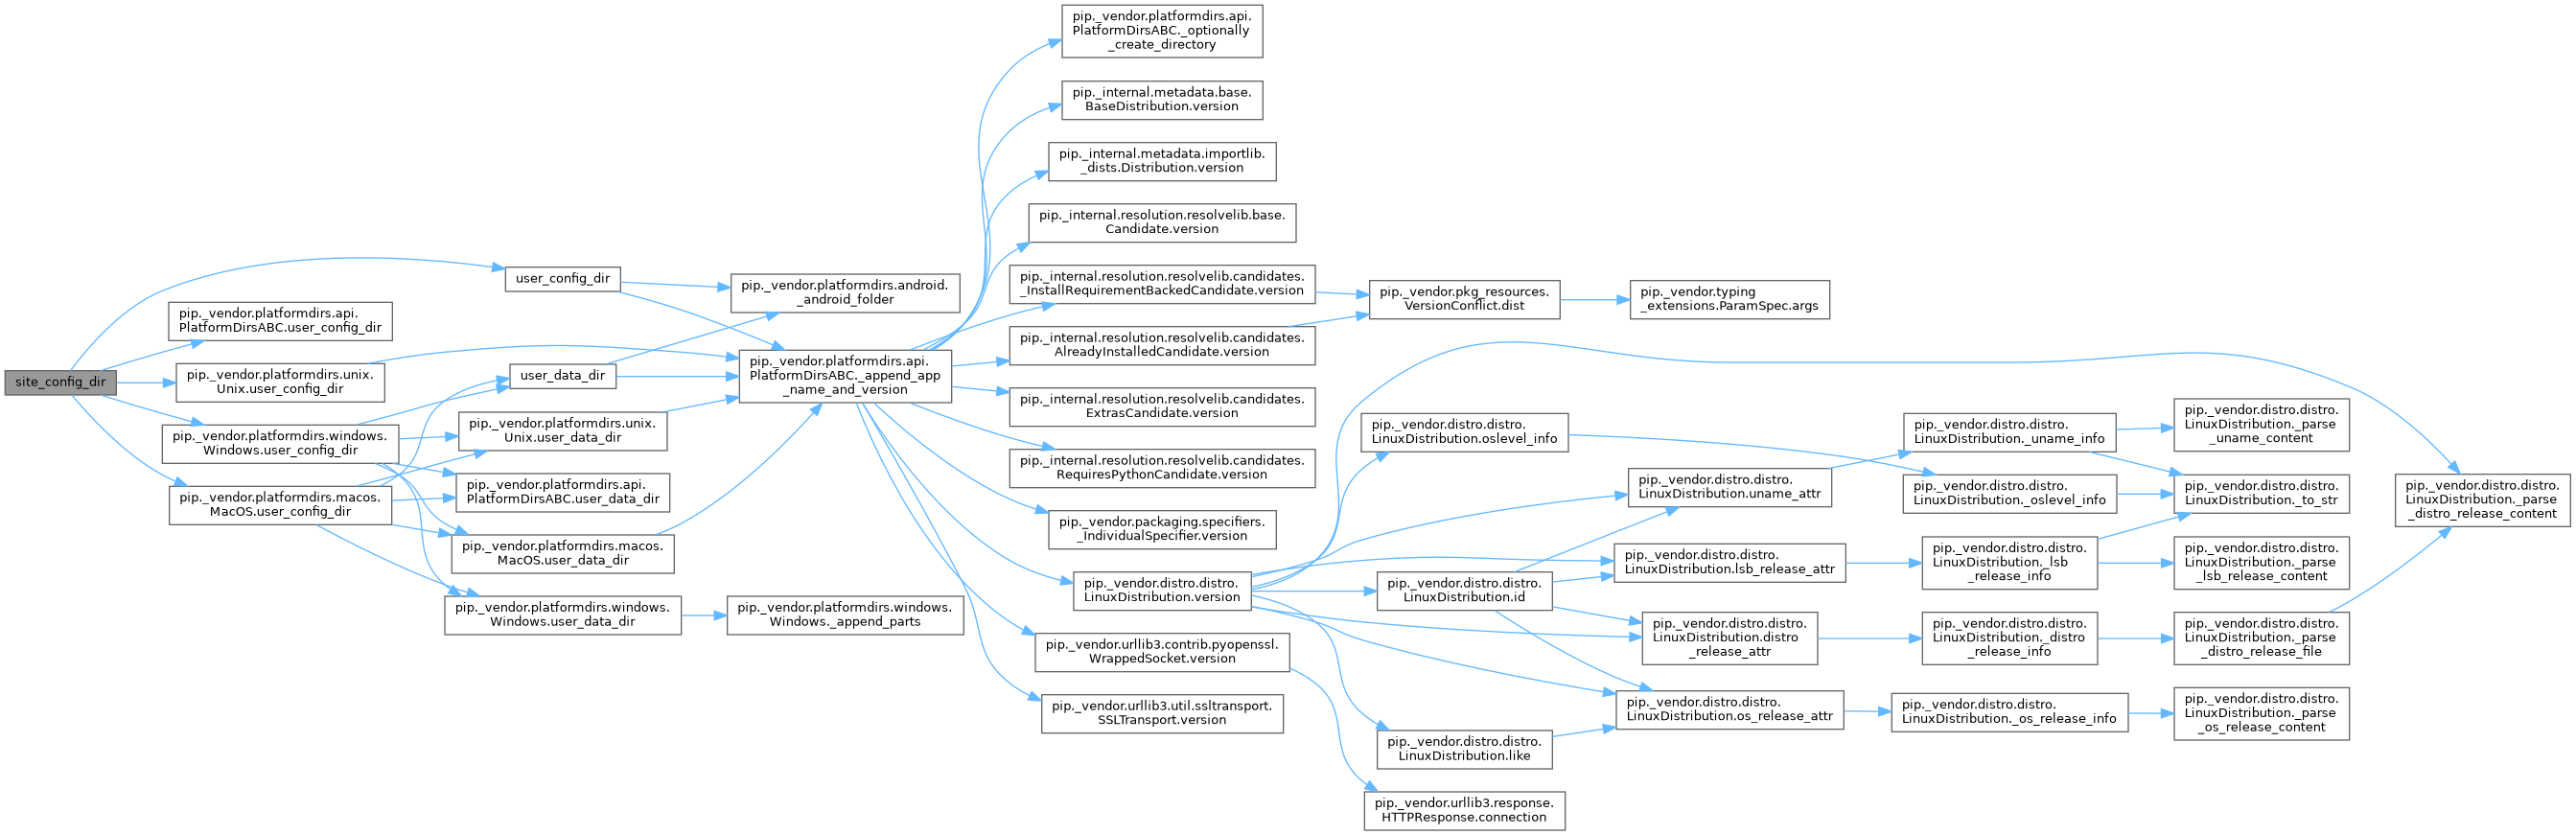 site_config_dir
pip._vendor.platformdirs.api.
PlatformDirsABC.user_config_dir
pip._vendor.platformdirs.unix.
Unix.user_config_dir
pip._vendor.platformdirs.windows.
Windows.user_config_dir
pip._vendor.platformdirs.macos.
MacOS.user_config_dir
user_config_dir
user_data_dir
pip._vendor.platformdirs.unix.
Unix.user_data_dir
pip._vendor.platformdirs.api.
PlatformDirsABC.user_data_dir
pip._vendor.platformdirs.macos.
MacOS.user_data_dir
pip._vendor.platformdirs.windows.
Windows.user_data_dir
pip._vendor.platformdirs.android.
_android_folder
pip._vendor.platformdirs.api.
PlatformDirsABC._append_app
_name_and_version
pip._vendor.platformdirs.windows.
Windows._append_parts
pip._vendor.platformdirs.api.
PlatformDirsABC._optionally
_create_directory
pip._internal.metadata.base.
BaseDistribution.version
pip._internal.metadata.importlib.
_dists.Distribution.version
pip._internal.resolution.resolvelib.base.
Candidate.version
pip._internal.resolution.resolvelib.candidates.
_InstallRequirementBackedCandidate.version
pip._internal.resolution.resolvelib.candidates.
AlreadyInstalledCandidate.version
pip._internal.resolution.resolvelib.candidates.
ExtrasCandidate.version
pip._internal.resolution.resolvelib.candidates.
RequiresPythonCandidate.version
pip._vendor.packaging.specifiers.
_IndividualSpecifier.version
pip._vendor.distro.distro.
LinuxDistribution.version
pip._vendor.urllib3.contrib.pyopenssl.
WrappedSocket.version
pip._vendor.urllib3.util.ssltransport.
SSLTransport.version
pip._vendor.pkg_resources.
VersionConflict.dist
pip._vendor.distro.distro.
LinuxDistribution.oslevel_info
pip._vendor.distro.distro.
LinuxDistribution.id
pip._vendor.distro.distro.
LinuxDistribution.like
pip._vendor.urllib3.response.
HTTPResponse.connection
pip._vendor.typing
_extensions.ParamSpec.args
pip._vendor.distro.distro.
LinuxDistribution.uname_attr
pip._vendor.distro.distro.
LinuxDistribution.lsb_release_attr
pip._vendor.distro.distro.
LinuxDistribution.distro
_release_attr
pip._vendor.distro.distro.
LinuxDistribution.os_release_attr
pip._vendor.distro.distro.
LinuxDistribution._uname_info
pip._vendor.distro.distro.
LinuxDistribution._oslevel_info
pip._vendor.distro.distro.
LinuxDistribution._lsb
_release_info
pip._vendor.distro.distro.
LinuxDistribution._distro
_release_info
pip._vendor.distro.distro.
LinuxDistribution._os_release_info
pip._vendor.distro.distro.
LinuxDistribution._parse
_uname_content
pip._vendor.distro.distro.
LinuxDistribution._to_str
pip._vendor.distro.distro.
LinuxDistribution._parse
_lsb_release_content
pip._vendor.distro.distro.
LinuxDistribution._parse
_distro_release_file
pip._vendor.distro.distro.
LinuxDistribution._parse
_os_release_content
pip._vendor.distro.distro.
LinuxDistribution._parse
_distro_release_content